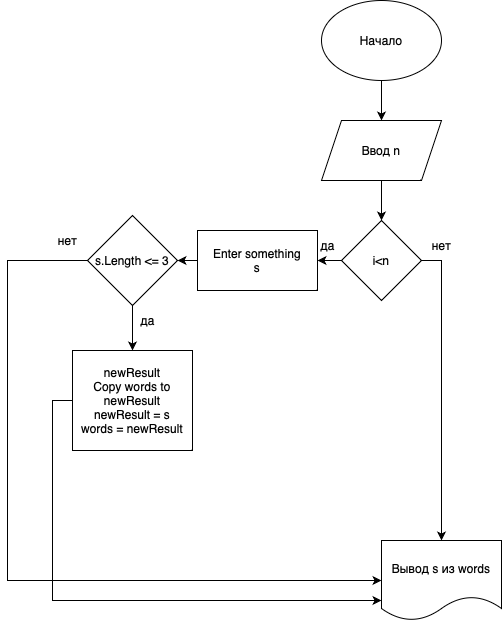 Начало
Ввод n
i<n
да
нет
Enter something
s
s.Length <= 3
нет
да
newResult
Copy words to
newResult
newResult = s
words = newResult
Вывод s из words